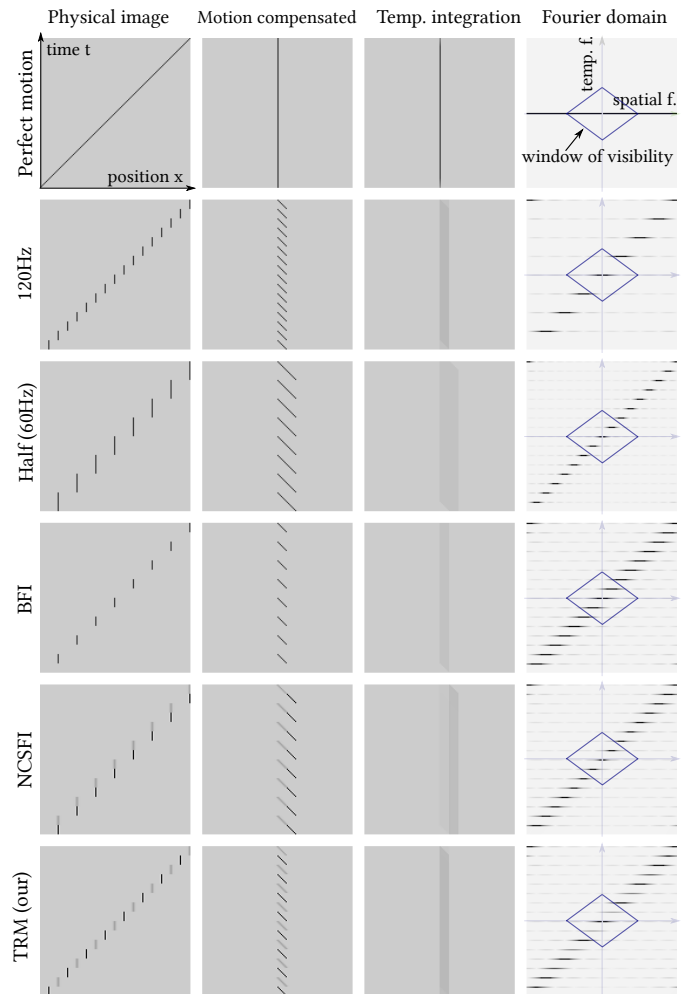 Physical image Motion compensated Temp. integration Fourier domain
Perfect motion
time t
position x
temp. f.
spatial f.
window of visibility
120Hz
Half (60Hz)
BFI
NCSFI
TRM (our)